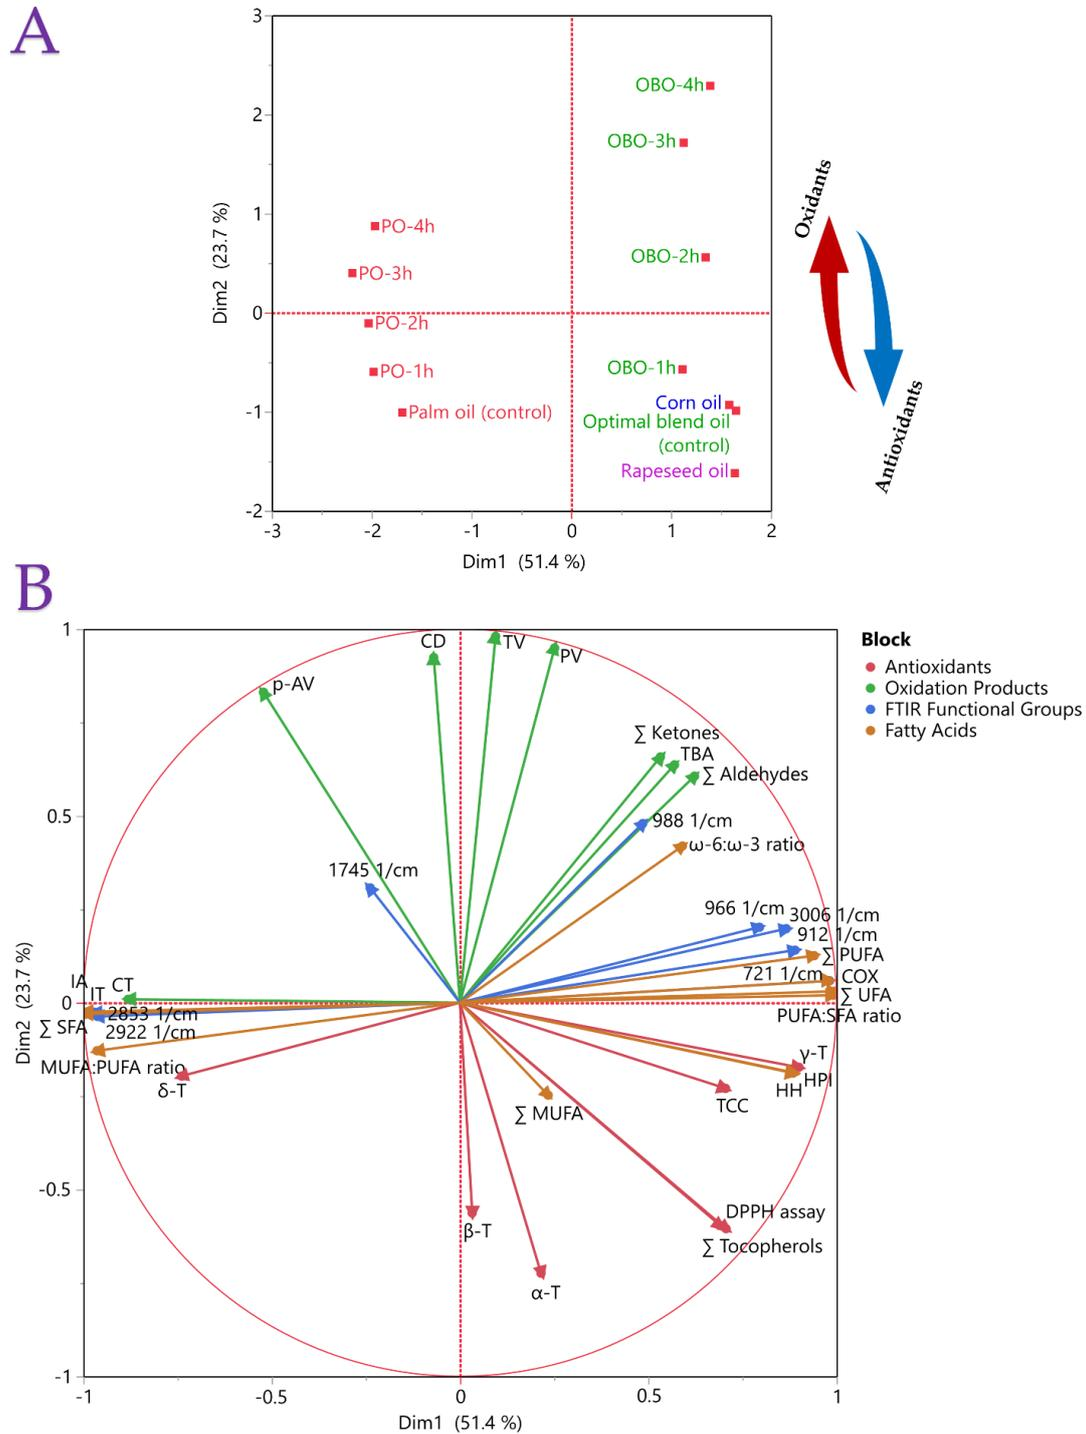 A
3
2
1
0
-1
-2
-3
-2
-1
0
1
2
Dim2 (23.7 %)
Dim1 (51.4 %)
OBO-4h
OBO-3h
PO-4h
OBO-2h
PO-3h
PO-2h
PO-1h
OBO-1h
Corn oil
Palm oil (control)
Optimal blend oil
(control)
Rapeseed oil
Oxidants
Antioxidants
B
1
0.5
0
-0.5
-1
-1
-0.5
0
0.5
1
Dim2 (23.7 %)
Dim1 (51.4 %)
CD
TV
PV
p-AV
∑ Ketones
TBA
∑ Aldehydes
988 1/cm
ω-6:ω-3 ratio
1745 1/cm
966 1/cm
3006 1/cm
912 1/cm
∑ PUFA
721 1/cm
COX
∑ UFA
PUFA:SFA ratio
IA
IT
CT
2853 1/cm
∑ SFA
2922 1/cm
MUFA:PUFA ratio
δ-T
γ-T
HPI
HH
TCC
∑ MUFA
β-T
α-T
DPPH assay
∑ Tocopherols
Block
Antioxidants
Oxidation Products
FTIR Functional Groups
Fatty Acids